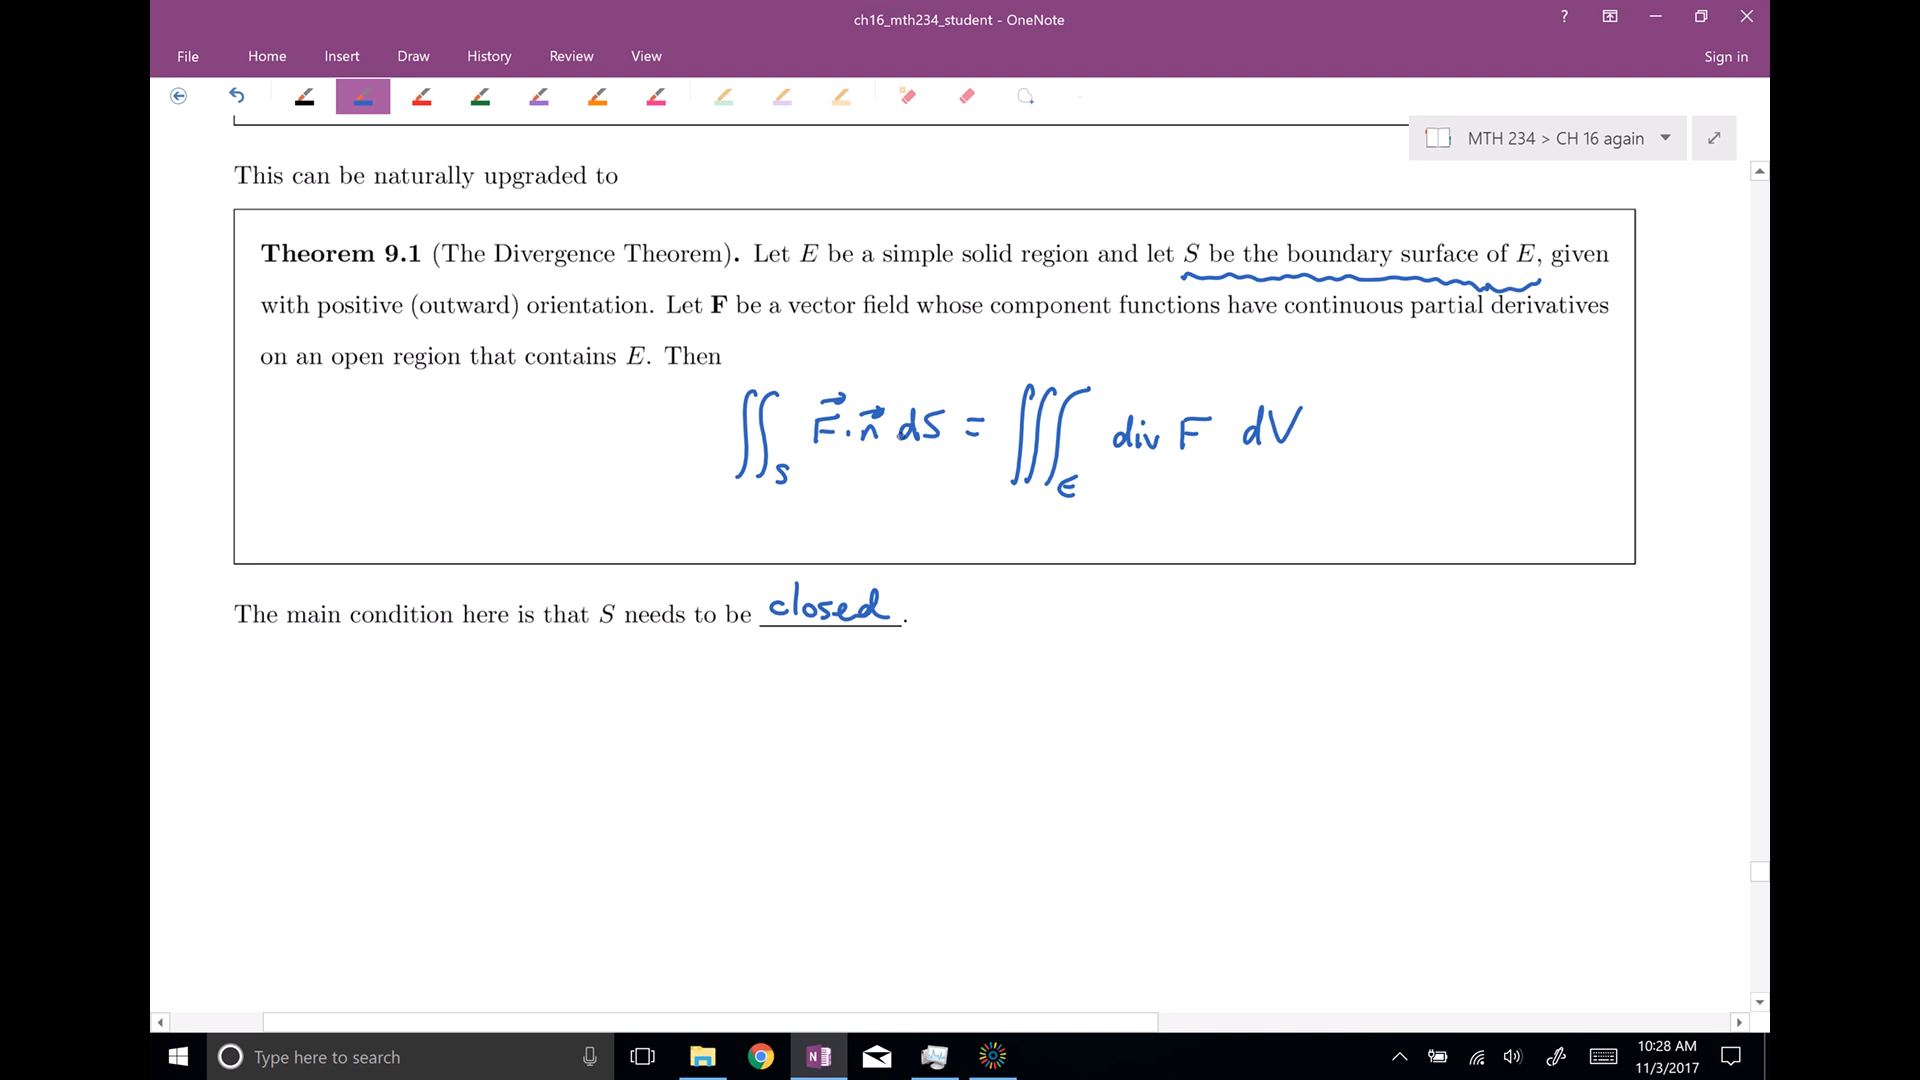 ch16_mth234_student - OneNote
?
File Home Insert Draw History Review View Sign in
MTH 234 > CH 16 again
This can be naturally upgraded to
Theorem 9.1 (The Divergence Theorem). Let E be a simple solid region and let S be the boundary surface of E, given
with positive (outward) orientation. Let F be a vector field whose component functions have continuous partial derivatives
on an open region that contains E. Then
∬_S F⃗·n⃗ dS = ∭_E div F dV
The main condition here is that S needs to be closed.
Type here to search
N
10:28 AM
11/3/2017